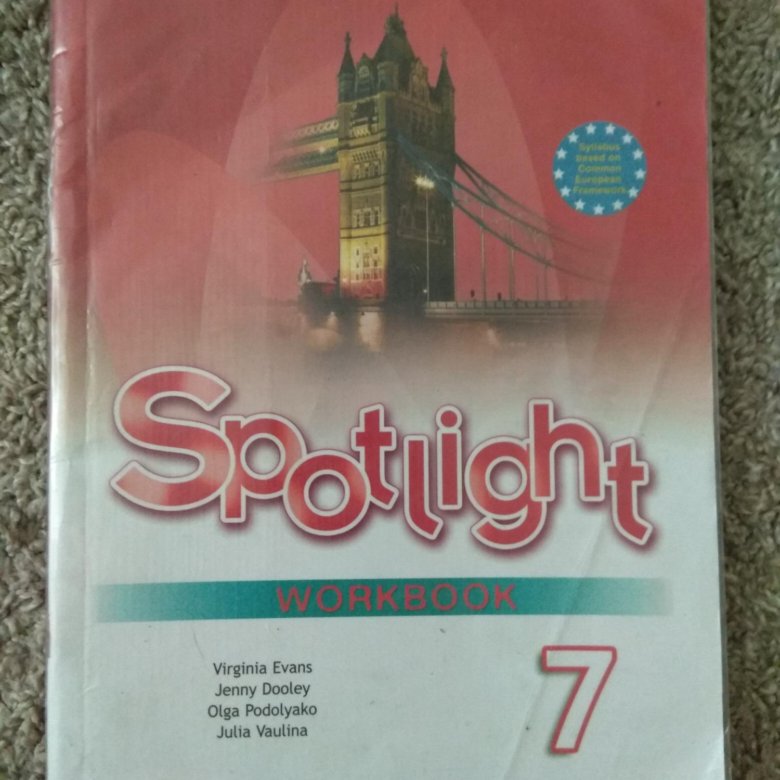 Syllabus
based on
Common
European
Framework
Spotlight
WORKBOOK
Virginia Evans
Jenny Dooley
Olga Podolyako
Julia Vaulina
7